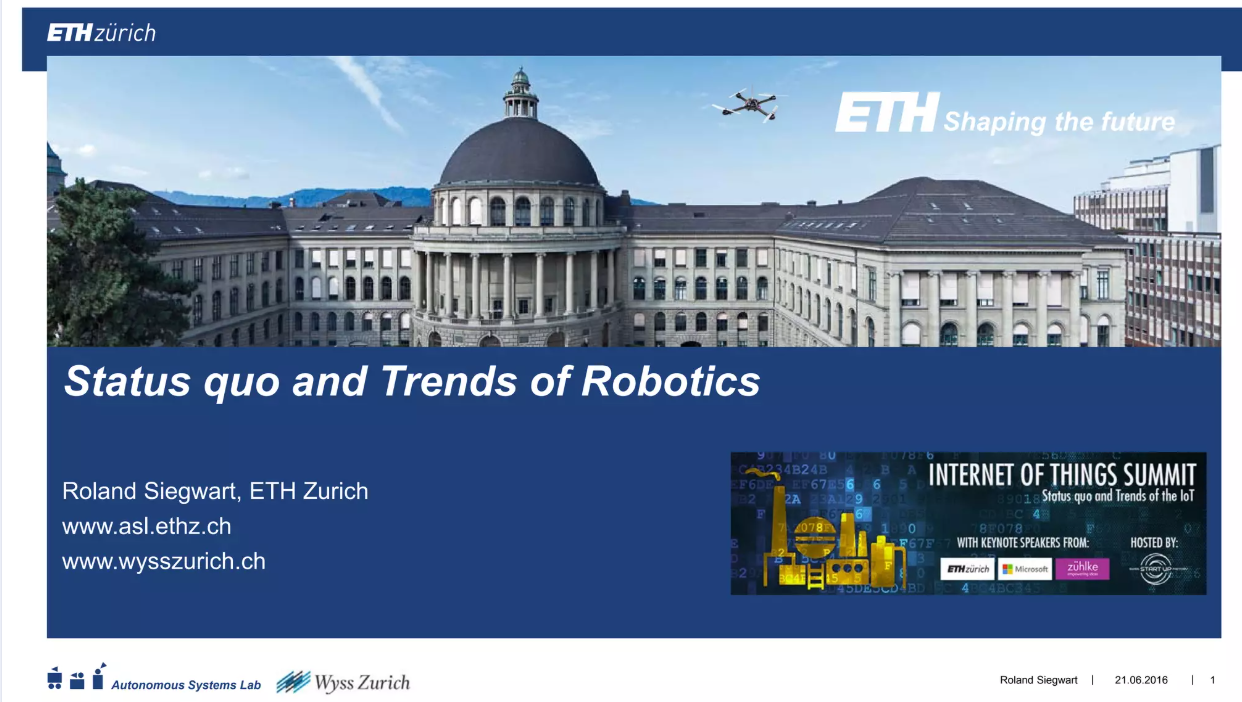 ETH zürich
ETH Shaping the future
Status quo and Trends of Robotics
Roland Siegwart, ETH Zurich
www.asl.ethz.ch
www.wysszurich.ch
INTERNET OF THINGS SUMMIT
Status quo and Trends of the IoT
WITH KEYNOTE SPEAKERS FROM:
HOSTED BY:
ETH zürich
Microsoft
zühlke
START UP
Autonomous Systems Lab
Wyss Zurich
Roland Siegwart | 21.06.2016 | 1